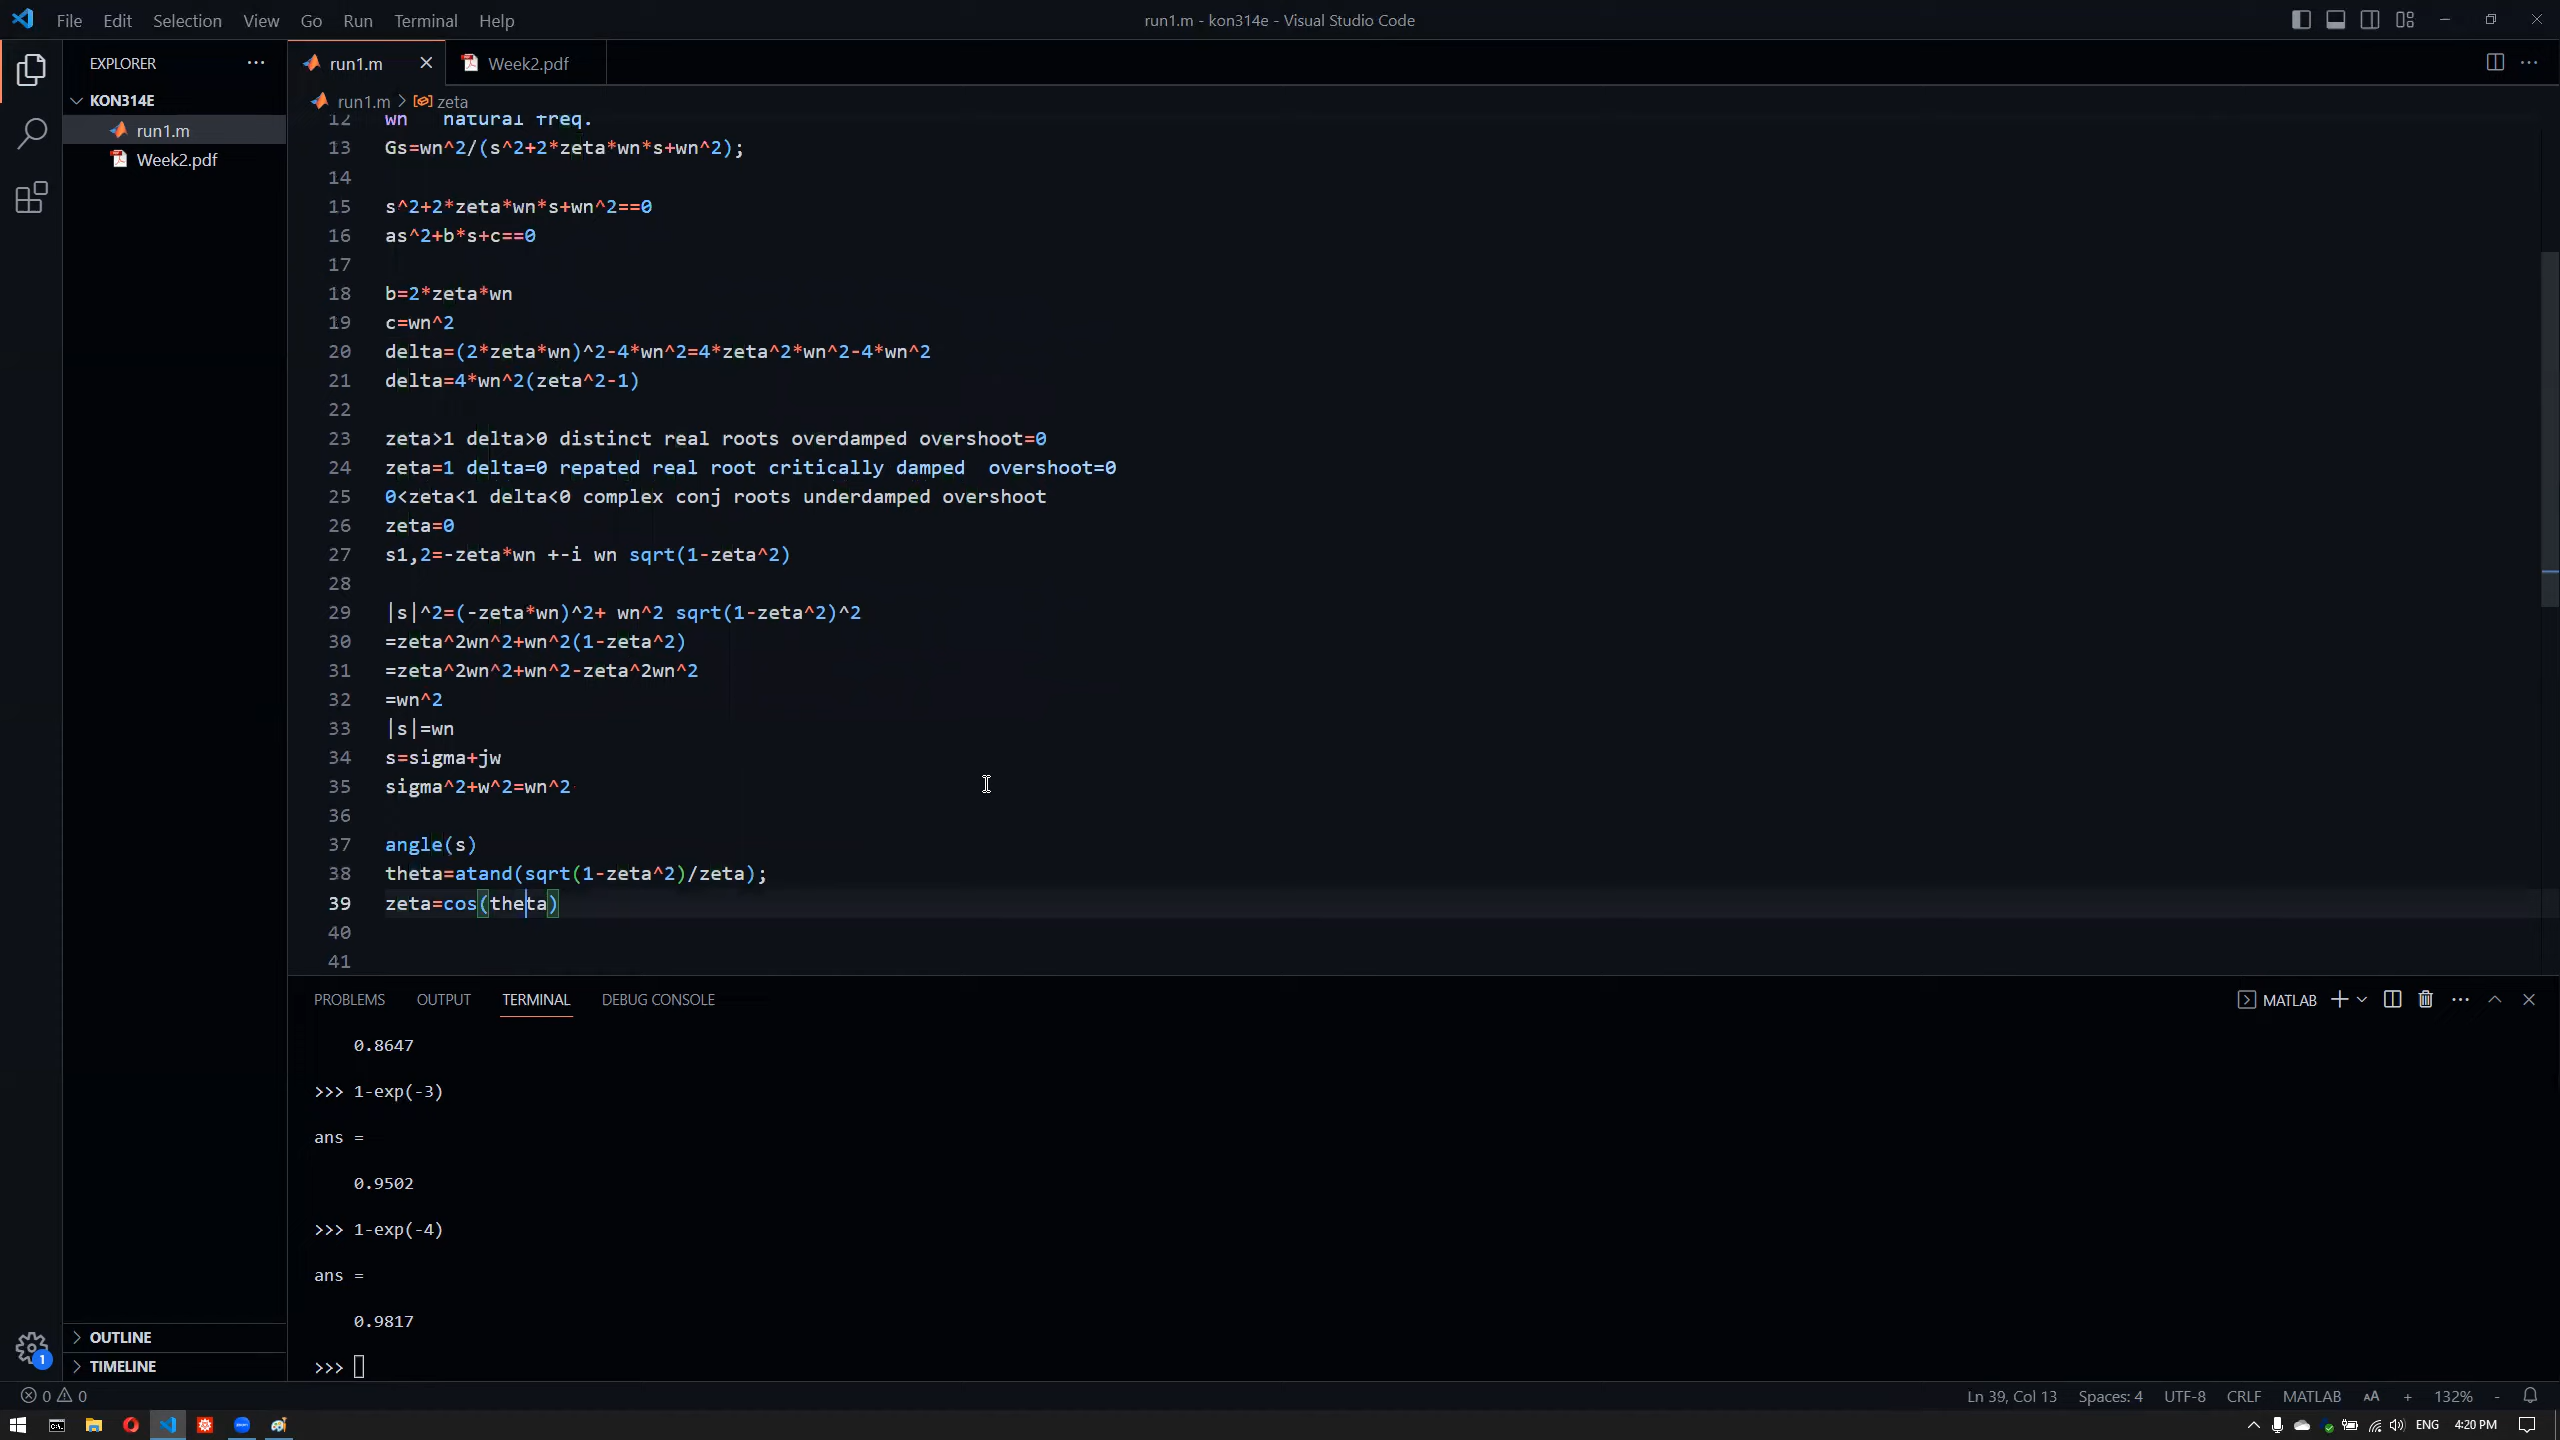 File Edit Selection View Go Run Terminal Help
run1.m - kon314e - Visual Studio Code
EXPLORER
KON314E
run1.m
Week2.pdf
OUTLINE
TIMELINE
run1.m
Week2.pdf
run1.m > zeta
12 wn natural freq.
13 Gs=wn^2/(s^2+2*zeta*wn*s+wn^2);
14
15 s^2+2*zeta*wn*s+wn^2==0
16 as^2+b*s+c==0
17
18 b=2*zeta*wn
19 c=wn^2
20 delta=(2*zeta*wn)^2-4*wn^2=4*zeta^2*wn^2-4*wn^2
21 delta=4*wn^2(zeta^2-1)
22
23 zeta>1 delta>0 distinct real roots overdamped overshoot=0
24 zeta=1 delta=0 repated real root critically damped  overshoot=0
25 0<zeta<1 delta<0 complex conj roots underdamped overshoot
26 zeta=0
27 s1,2=-zeta*wn +-i wn sqrt(1-zeta^2)
28
29 |s|^2=(-zeta*wn)^2+ wn^2 sqrt(1-zeta^2)^2
30 =zeta^2wn^2+wn^2(1-zeta^2)
31 =zeta^2wn^2+wn^2-zeta^2wn^2
32 =wn^2
33 |s|=wn
34 s=sigma+jw
35 sigma^2+w^2=wn^2
36
37 angle(s)
38 theta=atand(sqrt(1-zeta^2)/zeta);
39 zeta=cos(theta)
40
41
PROBLEMS OUTPUT TERMINAL DEBUG CONSOLE
MATLAB
0.8647
>>> 1-exp(-3)
ans =
0.9502
>>> 1-exp(-4)
ans =
0.9817
>>>
1
0 0
Ln 39, Col 13 Spaces: 4 UTF-8 CRLF MATLAB AA + 132% -
ENG 4:20 PM